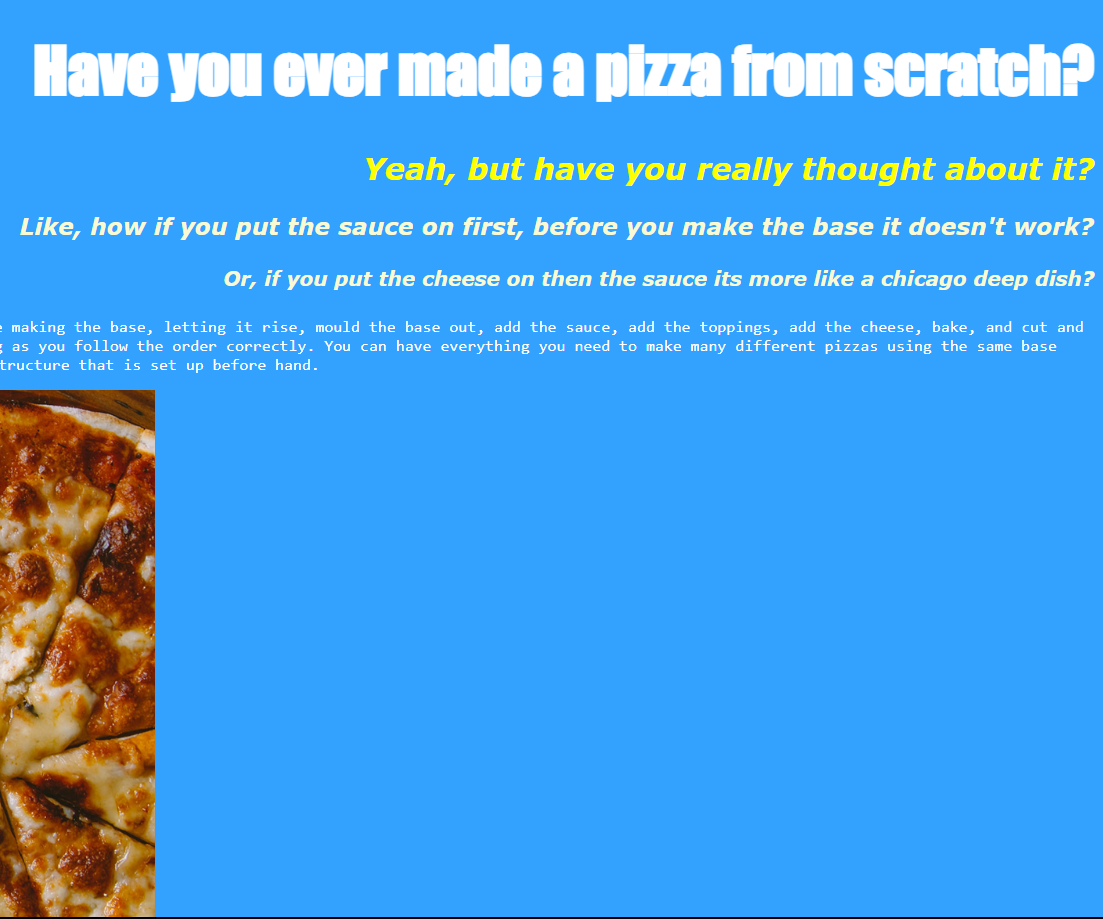 Have you ever made a pizza from scratch?
Yeah, but have you really thought about it?
Like, how if you put the sauce on first, before you make the base it doesn't work?
Or, if you put the cheese on then the sauce its more like a chicago deep dish?
making the base, letting it rise, mould the base out, add the sauce, add the toppings, add the cheese, bake, and cut and
as you follow the order correctly. You can have everything you need to make many different pizzas using the same base
tructure that is set up before hand.